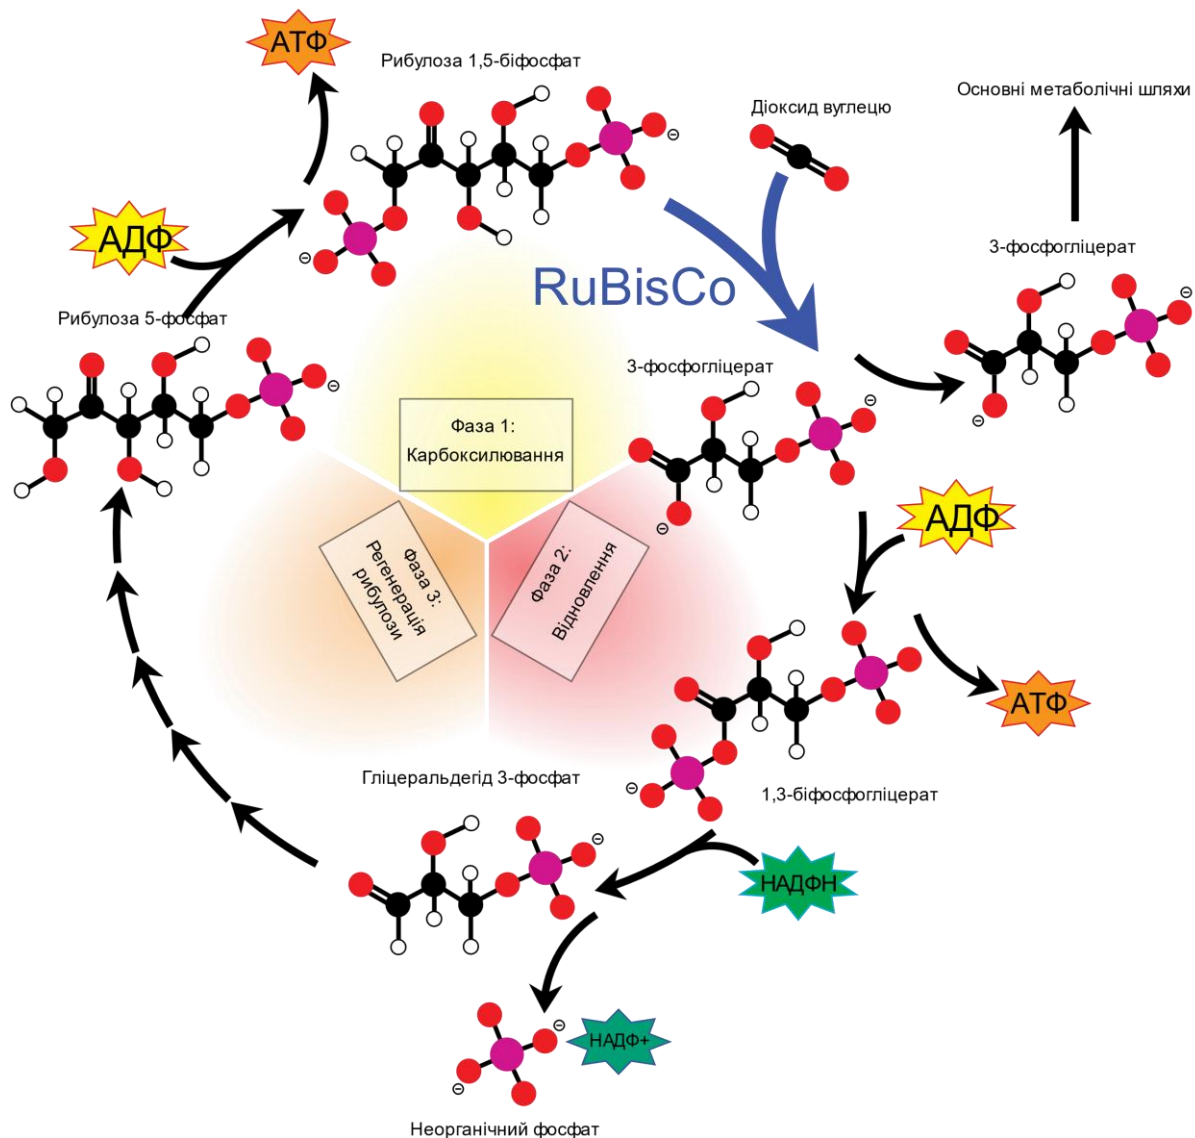 АТФ
Рибулоза 1,5-біфосфат
Діоксид вуглецю
Основні метаболічні шляхи
АДФ
3-фосфогліцерат
RuBisCo
Рибулоза 5-фосфат
3-фосфогліцерат
Фаза 1:
Карбоксилювання
АДФ
Фаза 3:
Регенерація
рибулози
Фаза 2:
Відновлення
АТФ
Гліцеральдегід 3-фосфат
1,3-біфосфогліцерат
НАДФН
НАДФ+
Неорганічний фосфат